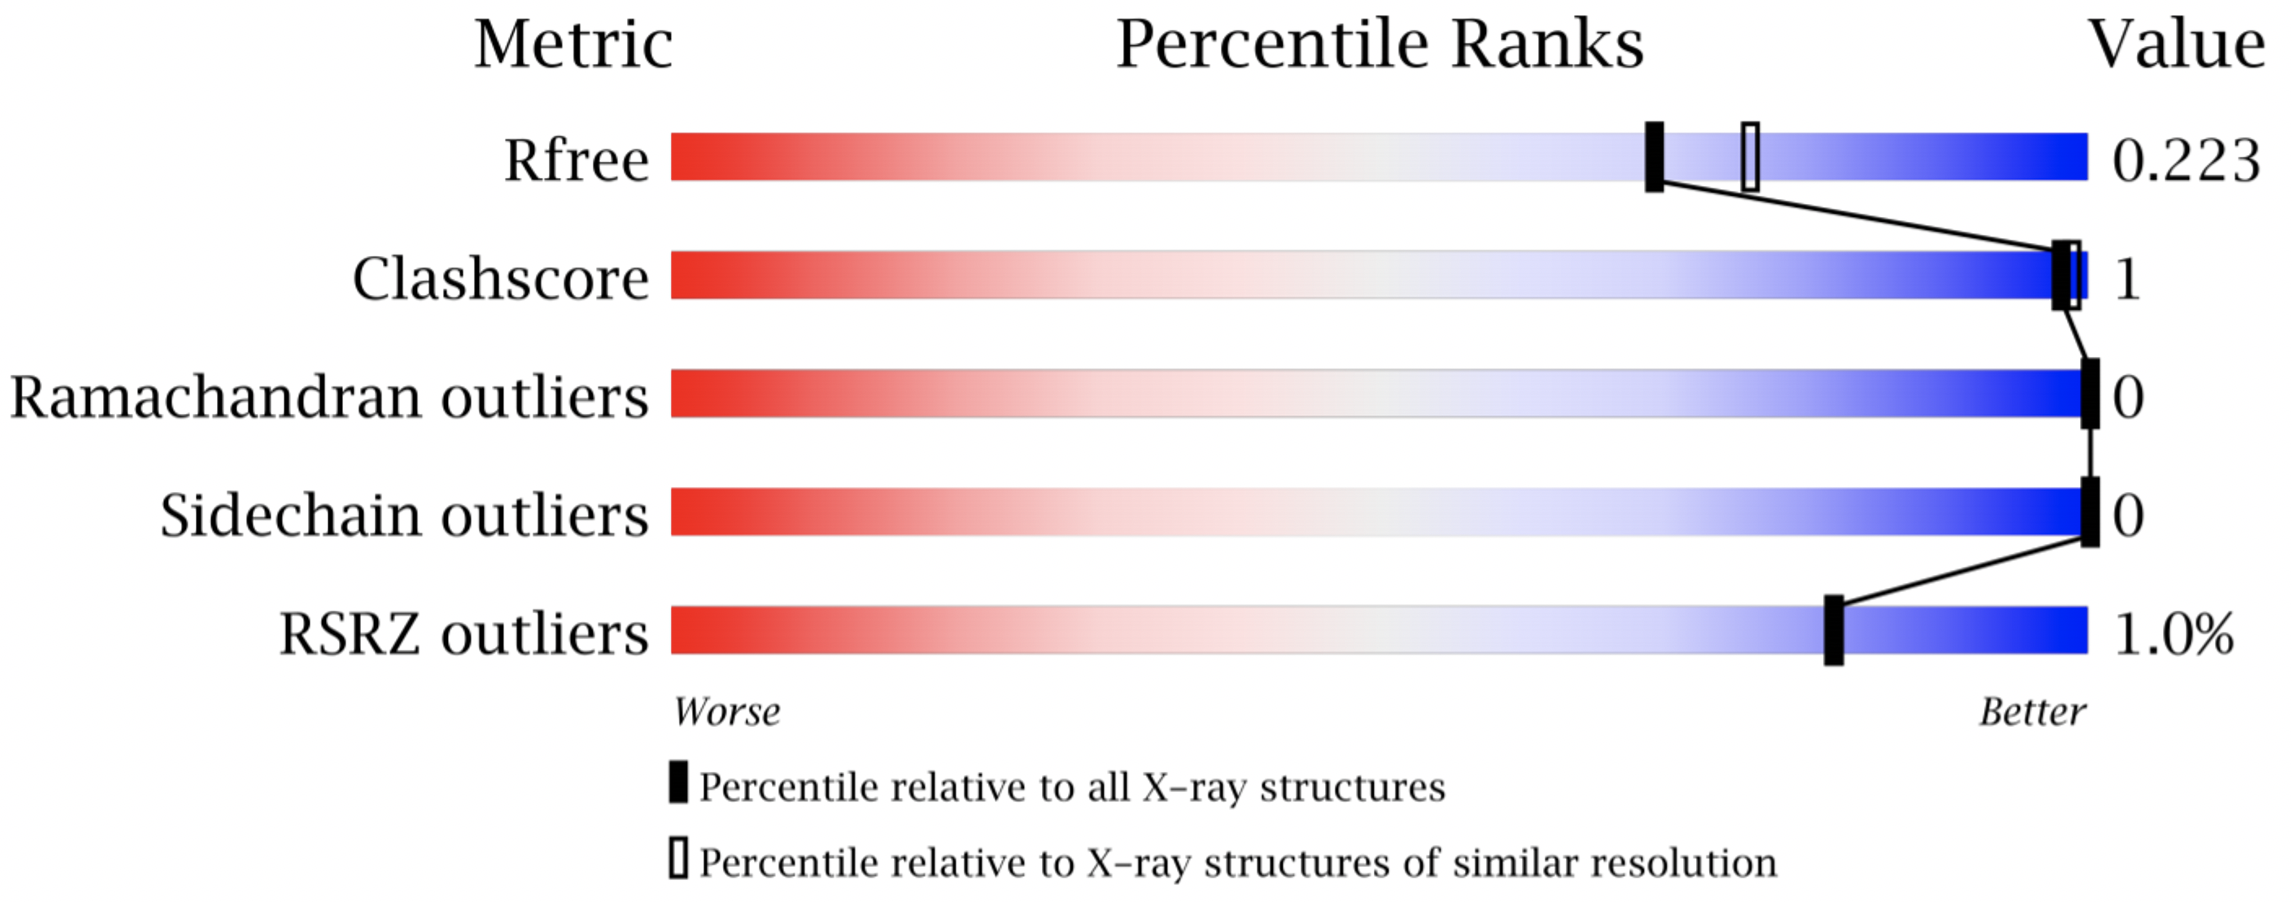 Metric Percentile Ranks Value
Rfree 0.223
Clashscore 1
Ramachandran outliers 0
Sidechain outliers 0
RSRZ outliers 1.0%
Worse Better
Percentile relative to all X-ray structures
Percentile relative to X-ray structures of similar resolution